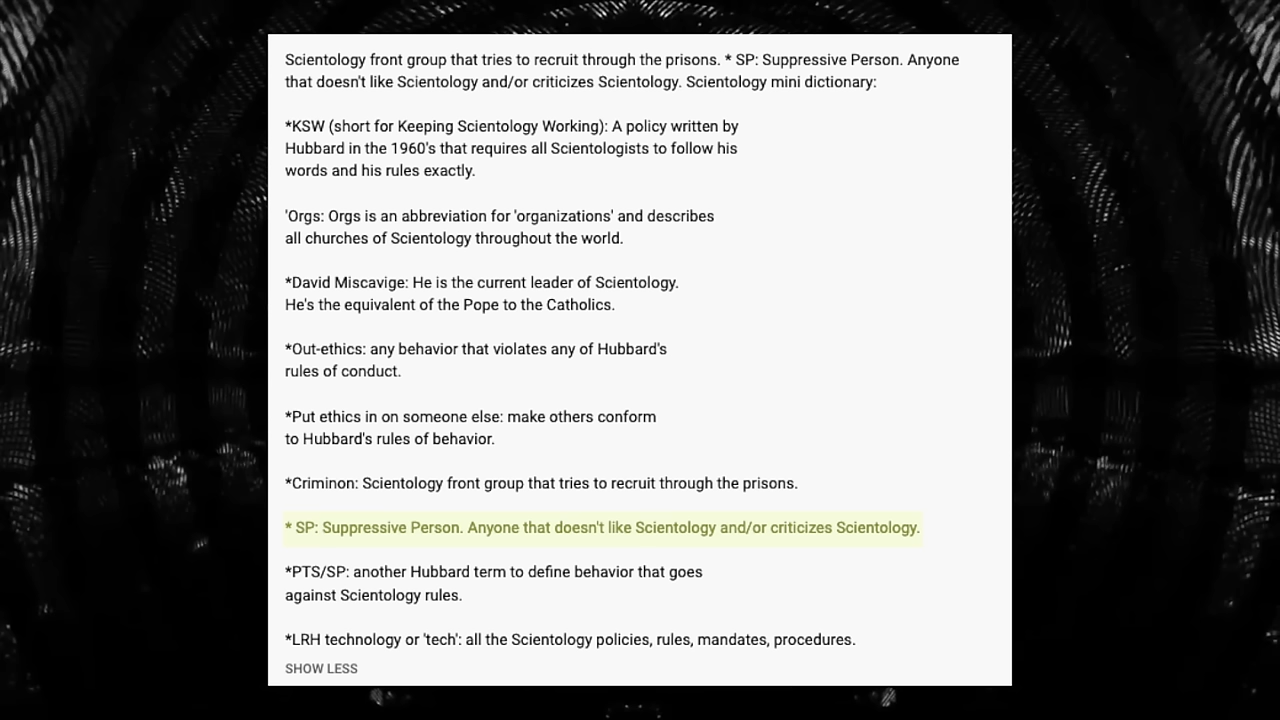 Scientology front group that tries to recruit through the prisons. * SP: Suppressive Person. Anyone
that doesn't like Scientology and/or criticizes Scientology. Scientology mini dictionary:
*KSW (short for Keeping Scientology Working): A policy written by
Hubbard in the 1960's that requires all Scientologists to follow his
words and his rules exactly.
'Orgs: Orgs is an abbreviation for 'organizations' and describes
all churches of Scientology throughout the world.
*David Miscavige: He is the current leader of Scientology.
He's the equivalent of the Pope to the Catholics.
*Out-ethics: any behavior that violates any of Hubbard's
rules of conduct.
*Put ethics in on someone else: make others conform
to Hubbard's rules of behavior.
*Criminon: Scientology front group that tries to recruit through the prisons.
* SP: Suppressive Person. Anyone that doesn't like Scientology and/or criticizes Scientology.
*PTS/SP: another Hubbard term to define behavior that goes
against Scientology rules.
*LRH technology or 'tech': all the Scientology policies, rules, mandates, procedures.
SHOW LESS